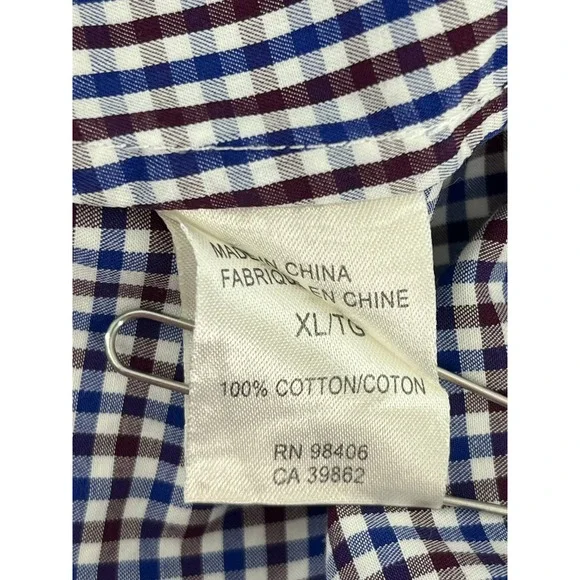 MADE IN CHINA
FABRIQUE EN CHINE
XL/TG
100% COTTON/COTON
RN 98406
CA 39862